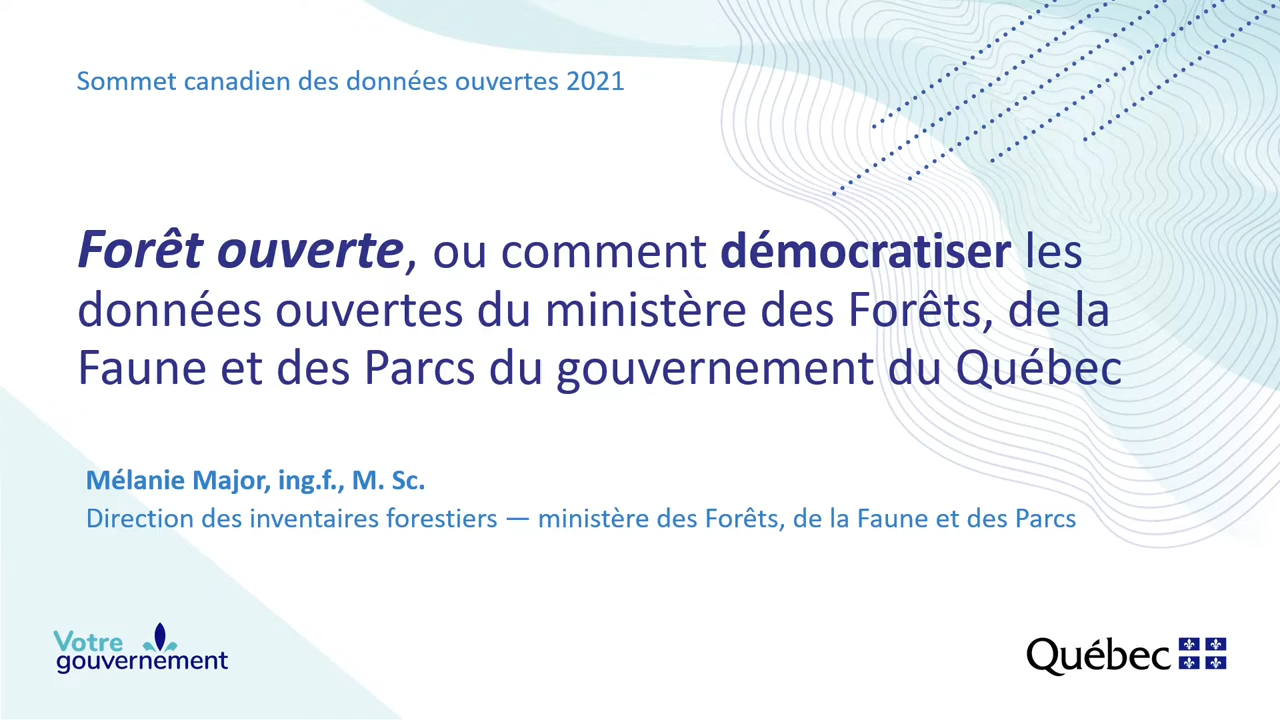 Sommet canadien des données ouvertes 2021
Forêt ouverte, ou comment démocratiser les
données ouvertes du ministère des Forêts, de la
Faune et des Parcs du gouvernement du Québec
Mélanie Major, ing.f., M. Sc.
Direction des inventaires forestiers — ministère des Forêts, de la Faune et des Parcs
Votre
gouvernement
Québec